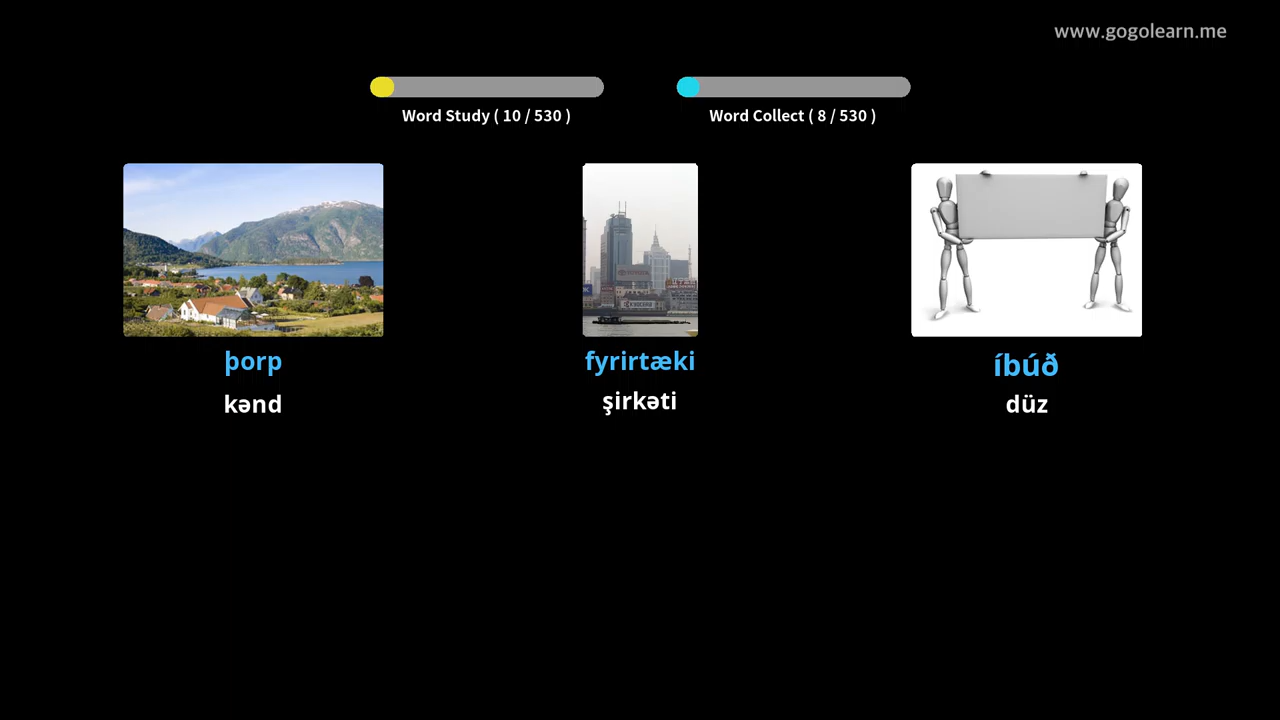 www.gogolearn.me
Word Study ( 10 / 530 )
Word Collect ( 8 / 530 )
þorp
fyrirtæki
íbúð
kənd
şirkəti
düz